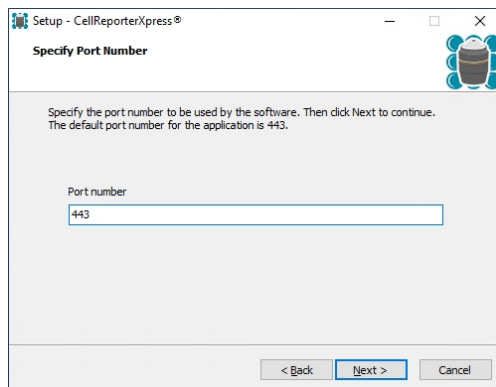 Setup - CellReporterXpress®
Specify Port Number
Specify the port number to be used by the software. Then click Next to continue.
The default port number for the application is 443.
Port number
443
< Back
Next >
Cancel